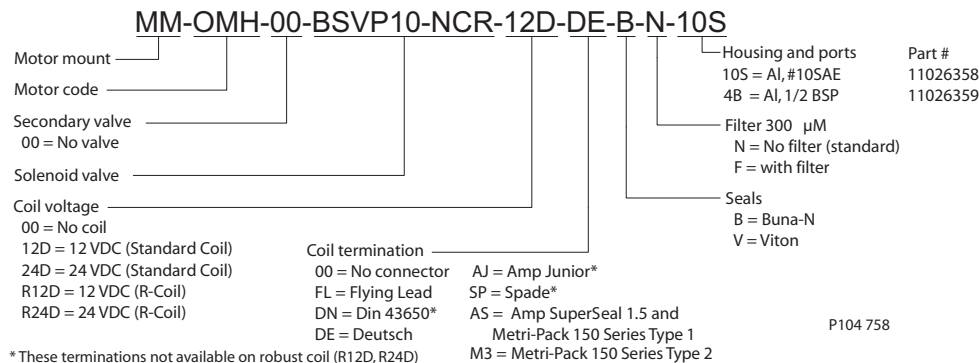 MM-OMH-00-BSVP10-NCR-12D-DE-B-N-10S
Motor mount
Motor code
Secondary valve
00 = No valve
Solenoid valve
Coil voltage
00 = No coil
12D = 12 VDC (Standard Coil)
24D = 24 VDC (Standard Coil)
R12D = 12 VDC (R-Coil)
R24D = 24 VDC (R-Coil)
* These terminations not available on robust coil (R12D, R24D)
Coil termination
00 = No connector
FL = Flying Lead
DN = Din 43650*
DE = Deutsch
AJ = Amp Junior*
SP = Spade*
AS = Amp SuperSeal 1.5 and
Metri-Pack 150 Series Type 1
M3 = Metri-Pack 150 Series Type 2
Housing and ports Part #
10S = Al, #10SAE 11026358
4B = Al, 1/2 BSP 11026359
Filter 300 µM
N = No filter (standard)
F = with filter
Seals
B = Buna-N
V = Viton
P104 758